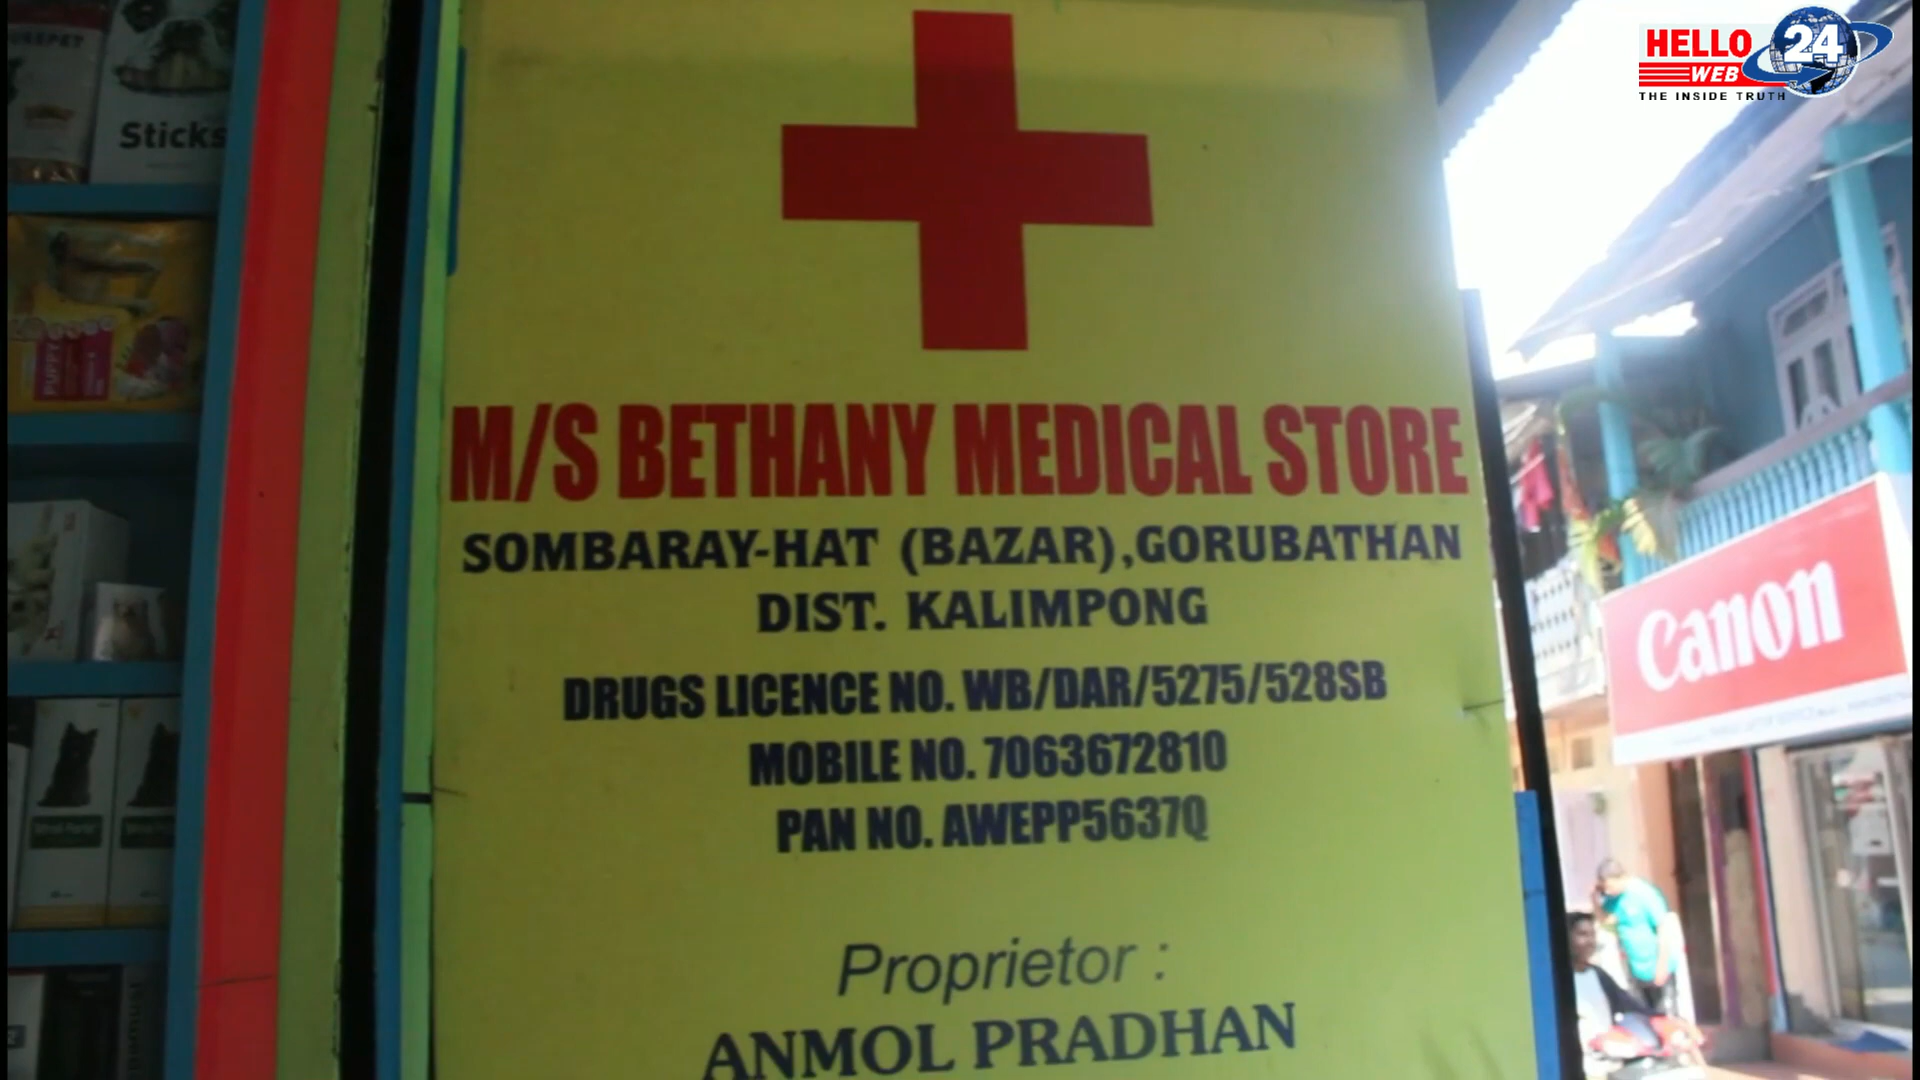 HELLO
24
WEB
THE INSIDE TRUTH
Sticks
M/S BETHANY MEDICAL STORE
SOMBARAY-HAT (BAZAR),GORUBATHAN
DIST. KALIMPONG
DRUGS LICENCE NO. WB/DAR/5275/528SB
MOBILE NO. 7063672810
PAN NO. AWEPP5637Q
Proprietor :
ANMOL PRADHAN
Canon